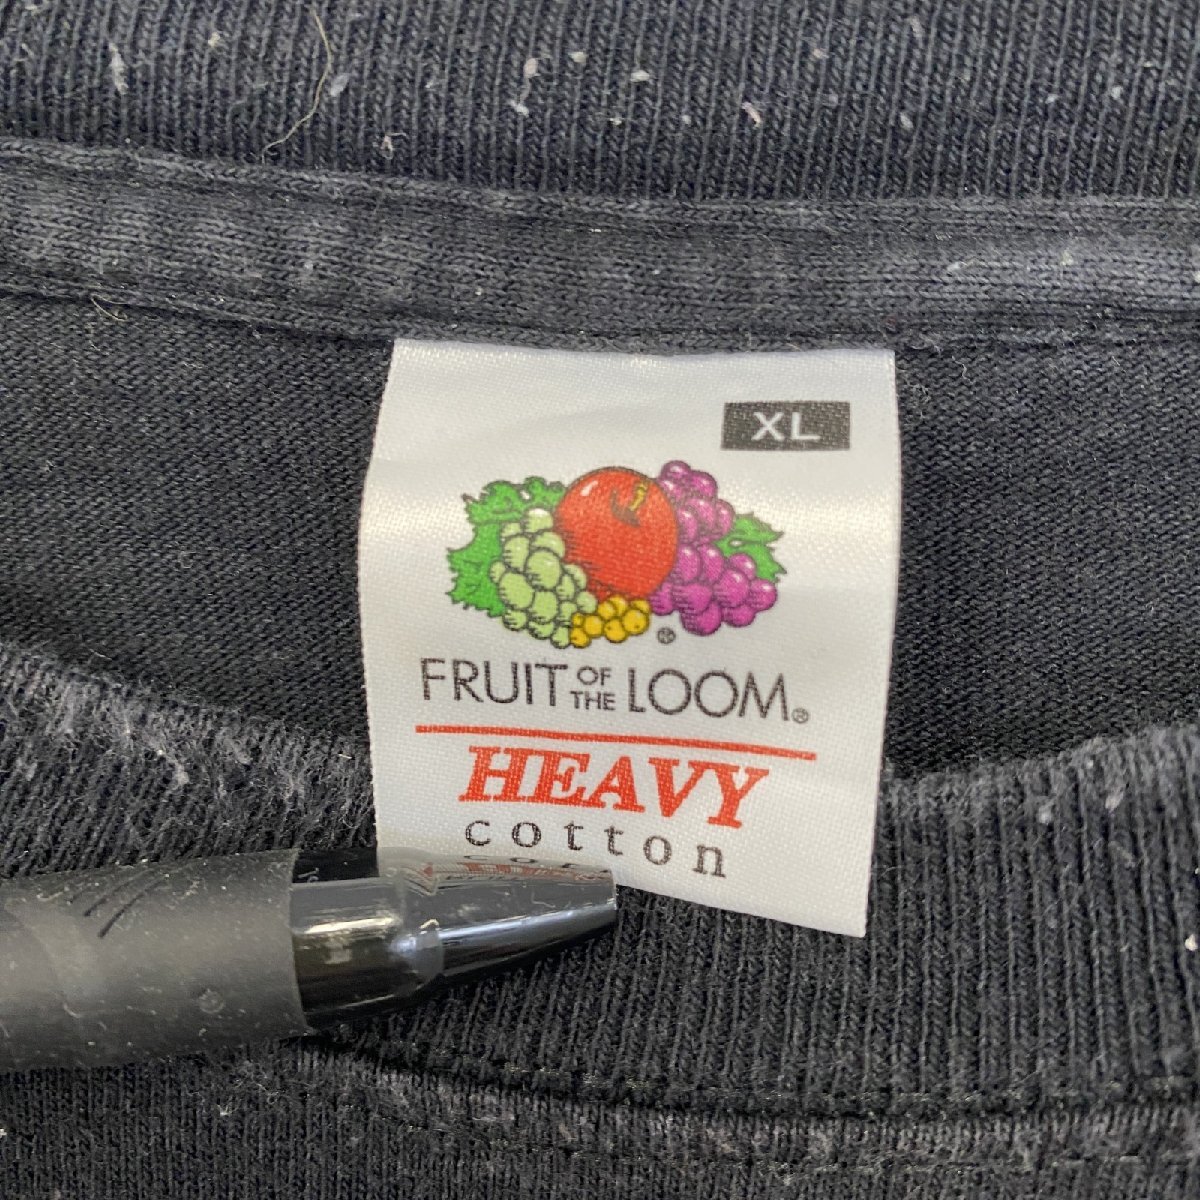 XL
®
FRUIT OF THE LOOM®
HEAVY
cotton